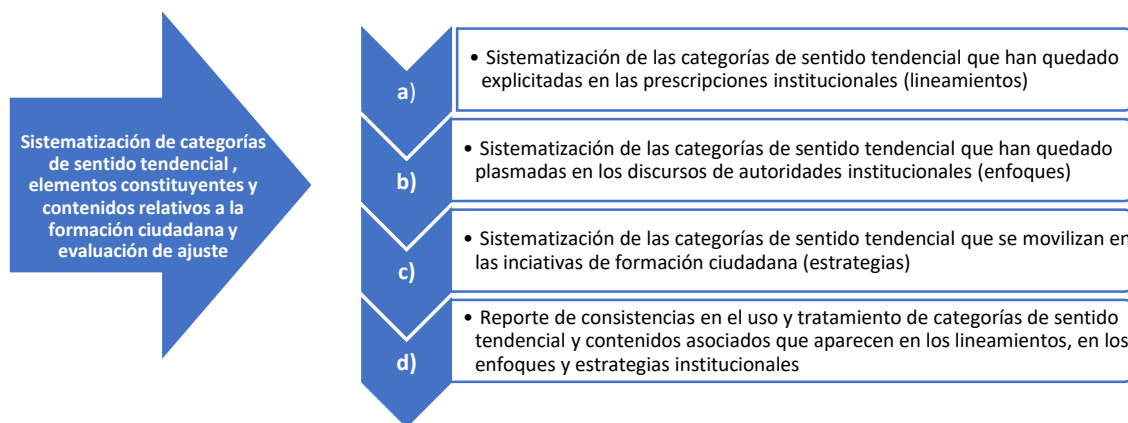 Sistematización de categorías
de sentido tendencial ,
elementos constituyentes y
contenidos relativos a la
formación ciudadana y
evaluación de ajuste
a)
• Sistematización de las categorías de sentido tendencial que han quedado
explicitadas en las prescripciones institucionales (lineamientos)
b)
• Sistematización de las categorías de sentido tendencial que han quedado
plasmadas en los discursos de autoridades institucionales (enfoques)
c)
• Sistematización de las categorías de sentido tendencial que se movilizan en
las inciativas de formación ciudadana (estrategias)
d)
• Reporte de consistencias en el uso y tratamiento de categorías de sentido
tendencial y contenidos asociados que aparecen en los lineamientos, en los
enfoques y estrategias institucionales